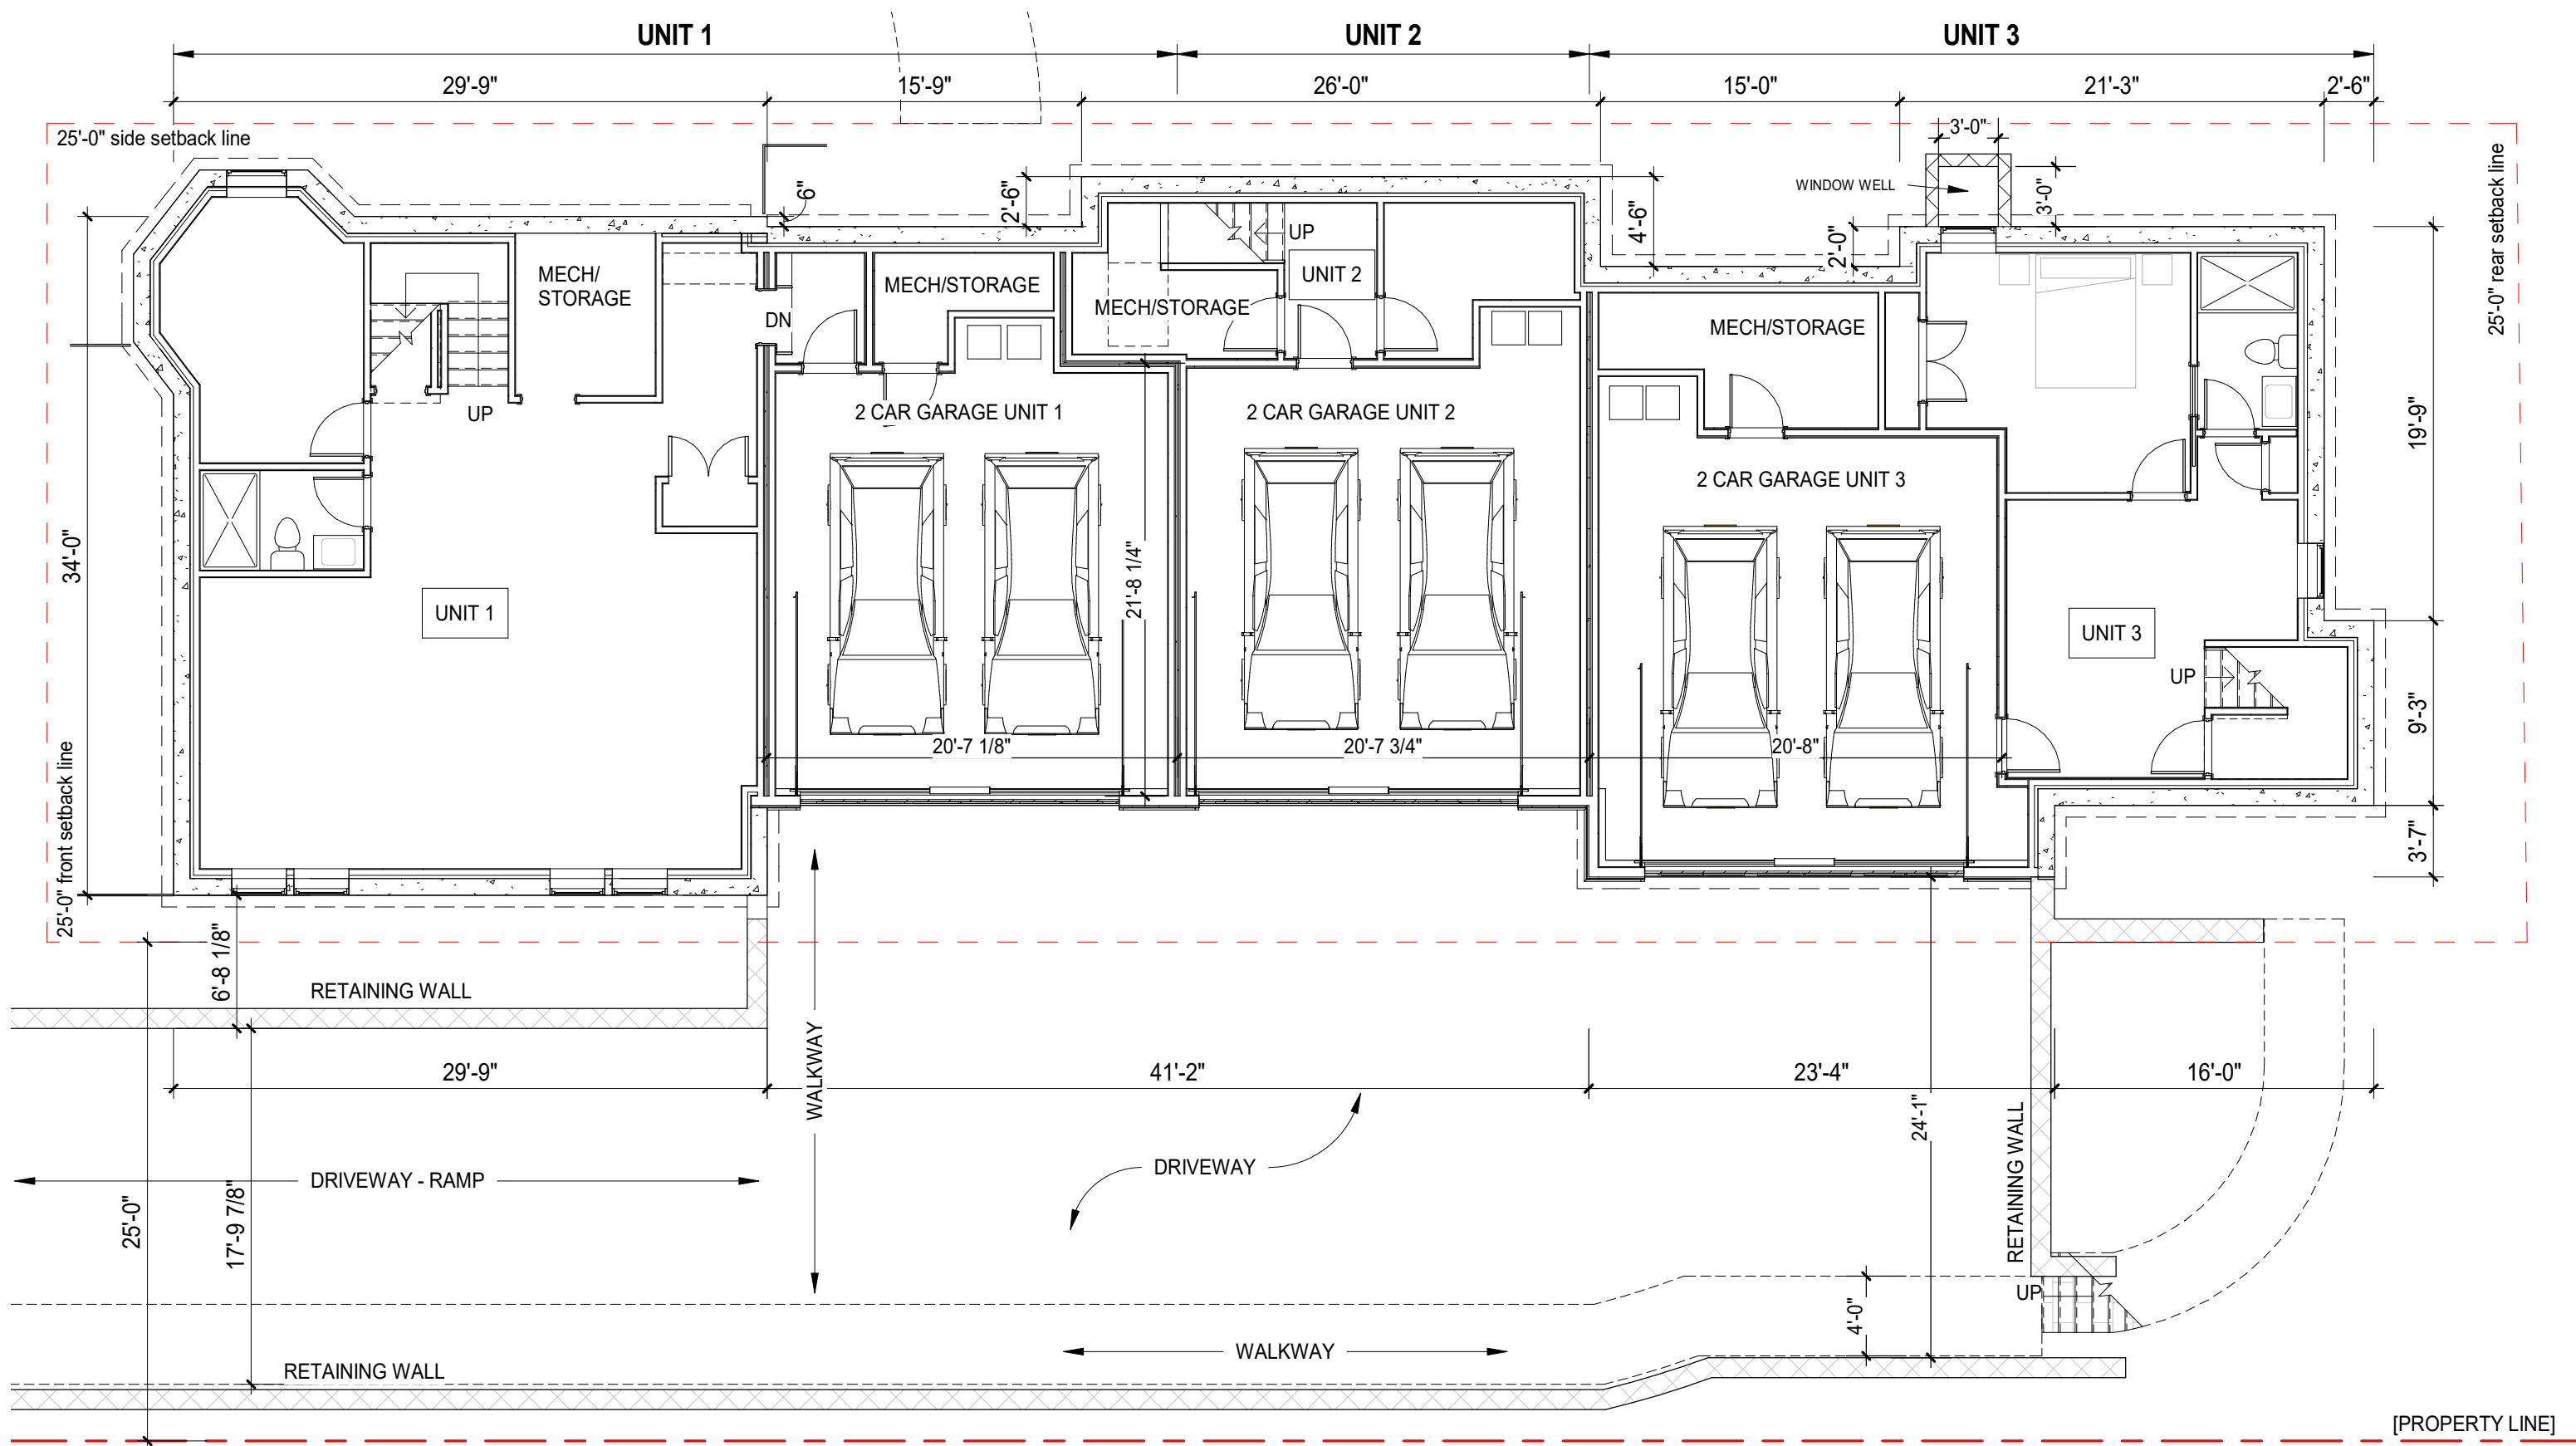 UNIT 1
UNIT 2
UNIT 3
29'-9"
15'-9"
26'-0"
15'-0"
21'-3"
2'-6"
25'-0" side setback line
3'-0"
25'-0" rear setback line
6"
2'-6"
4'-6"
WINDOW WELL
3'-0"
2'-0"
UP
MECH/
STORAGE
MECH/STORAGE
UNIT 2
MECH/STORAGE
DN
MECH/STORAGE
UP
2 CAR GARAGE UNIT 1
2 CAR GARAGE UNIT 2
19'-9"
2 CAR GARAGE UNIT 3
34'-0"
21'-8 1/4"
UNIT 1
UNIT 3
UP
9'-3"
20'-7 1/8"
20'-7 3/4"
20'-8"
25'-0" front setback line
3'-7"
6'-8 1/8"
RETAINING WALL
29'-9"
WALKWAY
41'-2"
23'-4"
16'-0"
24'-1"
RETAINING WALL
DRIVEWAY
DRIVEWAY - RAMP
25'-0"
17'-9 7/8"
UP
4'-0"
WALKWAY
RETAINING WALL
[PROPERTY LINE]